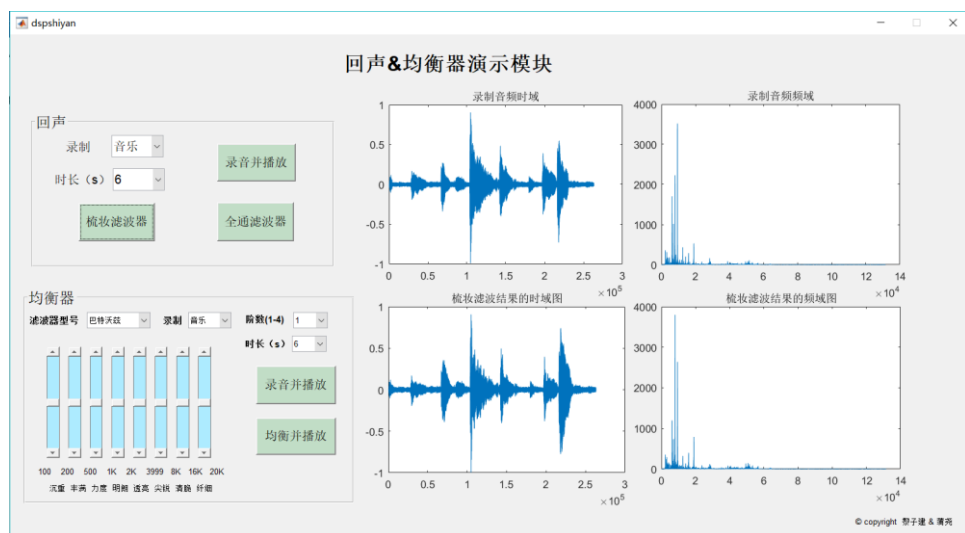 dspshiyan
回声&均衡器演示模块
回声
录制 音乐
录音并播放
时长（s） 6
梳妆滤波器 全通滤波器
均衡器
滤波器型号 巴特沃兹 录制 音乐 阶数(1-4) 1
时长（s） 6
录音并播放
均衡并播放
100 200 500 1K 2K 3999 8K 16K 20K
沉重 丰满 力度 明朗 透亮 尖锐 清脆 纤细
录制音频时域
1
0.5
0
-0.5
-1
0 0.5 1 1.5 2 2.5 3
×10^5
录制音频频域
4000
3000
2000
1000
0
0 2 4 6 8 10 12 14
×10^4
梳妆滤波结果的时域图
1
0.5
0
-0.5
-1
0 0.5 1 1.5 2 2.5 3
×10^5
梳妆滤波结果的频域图
4000
3000
2000
1000
0
0 2 4 6 8 10 12 14
×10^4
© copyright 黎子建 & 蒲尧